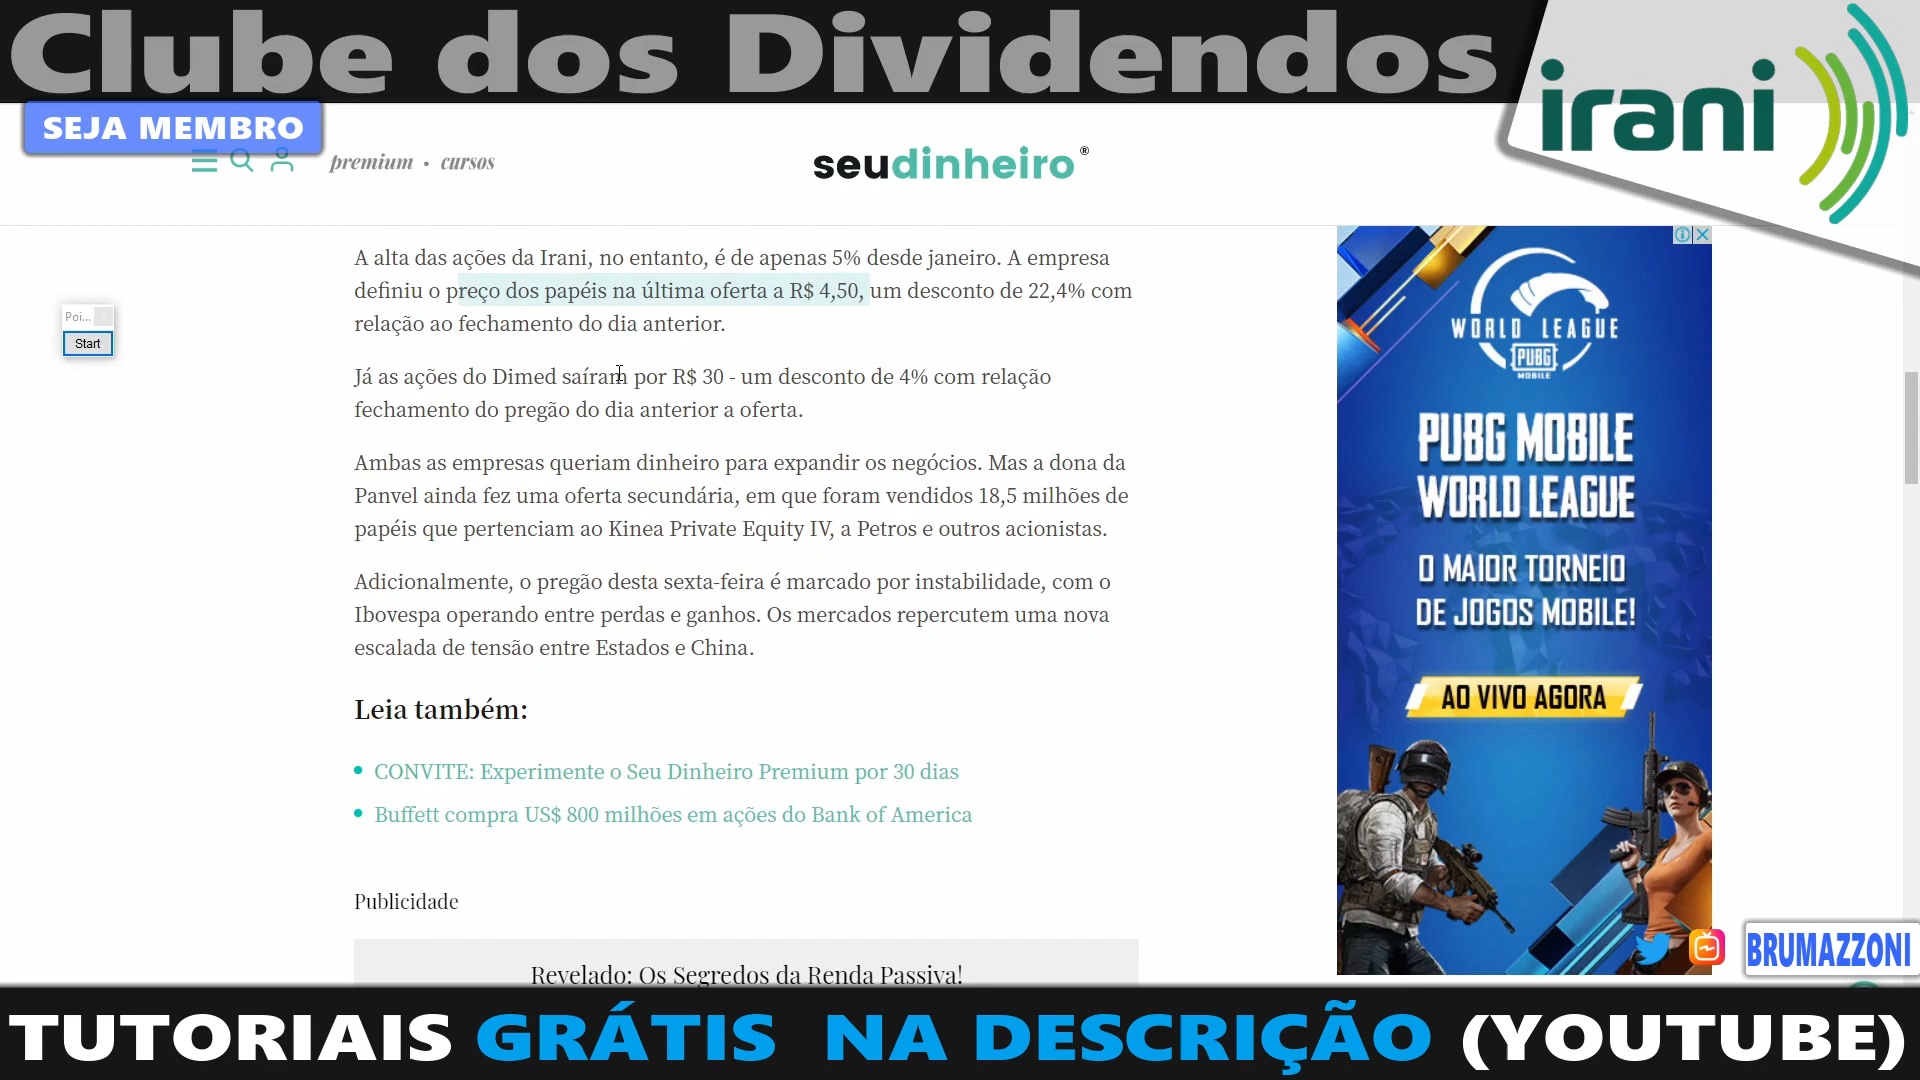 Clube dos Dividendos
irani
SEJA MEMBRO
premium • cursos
seudinheiro®
A alta das ações da Irani, no entanto, é de apenas 5% desde janeiro. A empresa
definiu o preço dos papéis na última oferta a R$ 4,50, um desconto de 22,4% com
relação ao fechamento do dia anterior.
Poi...
Start
Já as ações do Dimed saíram por R$ 30 - um desconto de 4% com relação
fechamento do pregão do dia anterior a oferta.
Ambas as empresas queriam dinheiro para expandir os negócios. Mas a dona da
Panvel ainda fez uma oferta secundária, em que foram vendidos 18,5 milhões de
papéis que pertenciam ao Kinea Private Equity IV, a Petros e outros acionistas.
Adicionalmente, o pregão desta sexta-feira é marcado por instabilidade, com o
Ibovespa operando entre perdas e ganhos. Os mercados repercutem uma nova
escalada de tensão entre Estados e China.
Leia também:
• CONVITE: Experimente o Seu Dinheiro Premium por 30 dias
• Buffett compra US$ 800 milhões em ações do Bank of America
Publicidade
Revelado: Os Segredos da Renda Passiva!
WORLD LEAGUE
PUBG
MOBILE
PUBG MOBILE
WORLD LEAGUE
O MAIOR TORNEIO
DE JOGOS MOBILE!
AO VIVO AGORA
BRUMAZZONI
TUTORIAIS GRÁTIS NA DESCRIÇÃO (YOUTUBE)